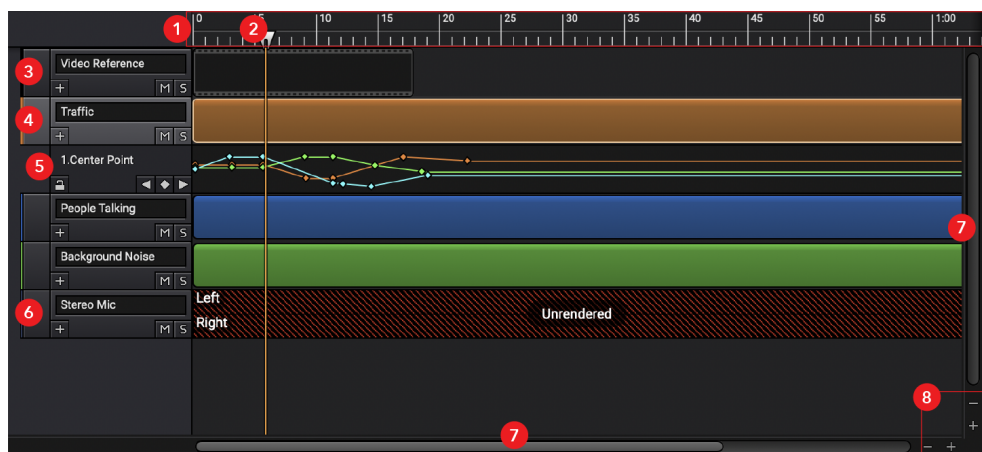 1 0 2 5 10 15 20 25 30 35 40 45 50 55 1:00
3 Video Reference
+ M S
4 Traffic
+ M S
5 1.Center Point
People Talking
+ M S
7
Background Noise
+ M S
6 Stereo Mic
+ M S
Left
Right
Unrendered
8
−
+
7
− +